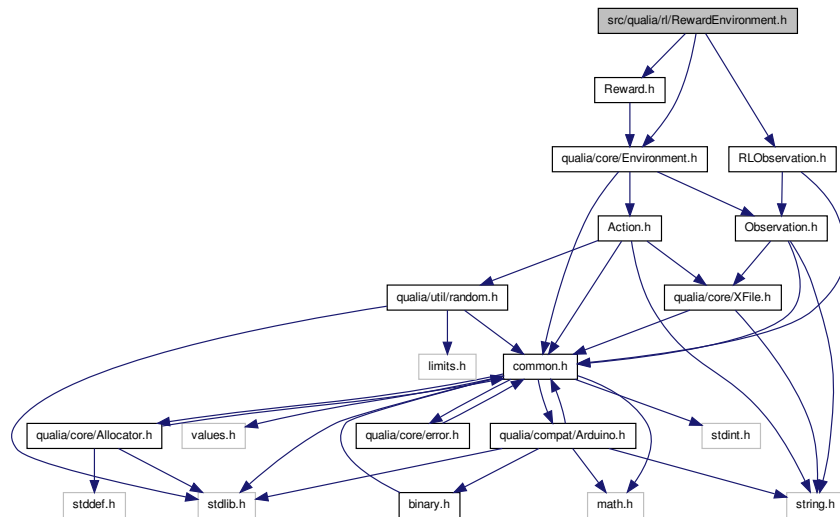 src/qualia/rl/RewardEnvironment.h
Reward.h
qualia/core/Environment.h
RLObservation.h
Action.h
Observation.h
qualia/util/random.h
qualia/core/XFile.h
limits.h
common.h
qualia/core/Allocator.h
values.h
qualia/core/error.h
qualia/compat/Arduino.h
stdint.h
stddef.h
stdlib.h
binary.h
math.h
string.h